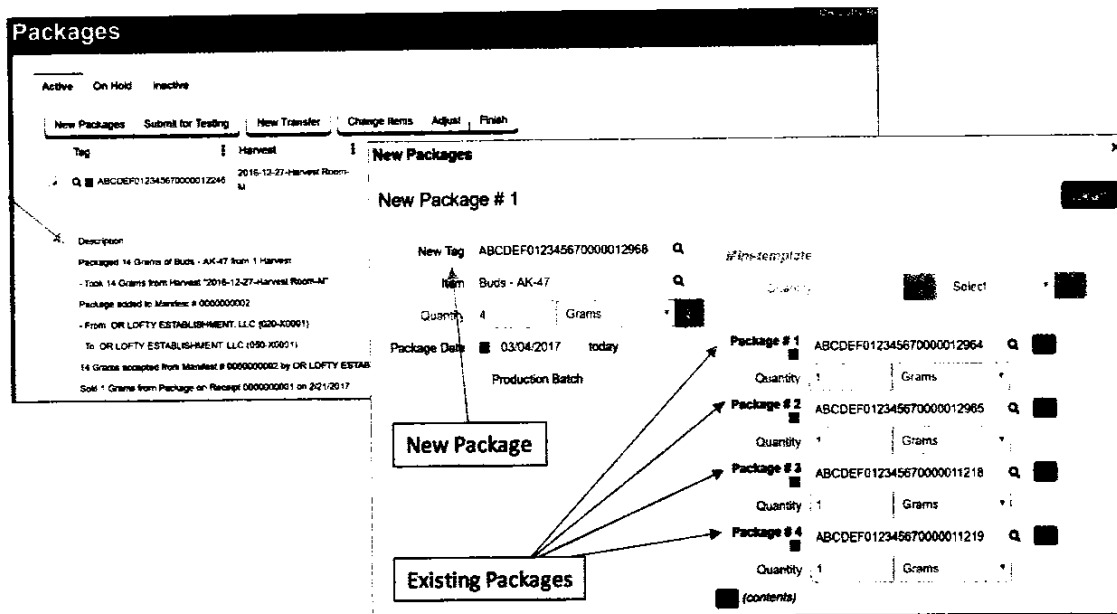 Packages
Active On Hold Inactive
New Packages Submit for Testing New Transfer Change Items Adjust Finish
Tag Harvest
ABCDEF012345670000012246 2016-12-27-Harvest Room-M
Description
Packaged 14 Grams of Buds - AK-47 from 1 Harvest
- Took 14 Grams from Harvest "2016-12-27-Harvest Room-M"
Package added to Manifest # 0000000002
- From OR LOFTY ESTABLISHMENT, LLC (020-X0001)
To OR LOFTY ESTABLISHMENT LLC (050-X0001)
14 Grams accepted from Manifest # 0000000002 by OR LOFTY ESTAB
Sold 1 Grams from Package on Receipt 0000000001 on 2/21/2017
New Packages
New Package # 1
New Tag ABCDEF012345670000012968
Item Buds - AK-47
Quantity 4 Grams
Package Date 03/04/2017 today
Production Batch
Quantity Select
Package # 1 ABCDEF012345670000012964
Quantity 1 Grams
Package # 2 ABCDEF012345670000012965
Quantity 1 Grams
Package # 3 ABCDEF012345670000011218
Quantity 1 Grams
Package # 4 ABCDEF012345670000011219
Quantity 1 Grams
(contents)
New Package
Existing Packages